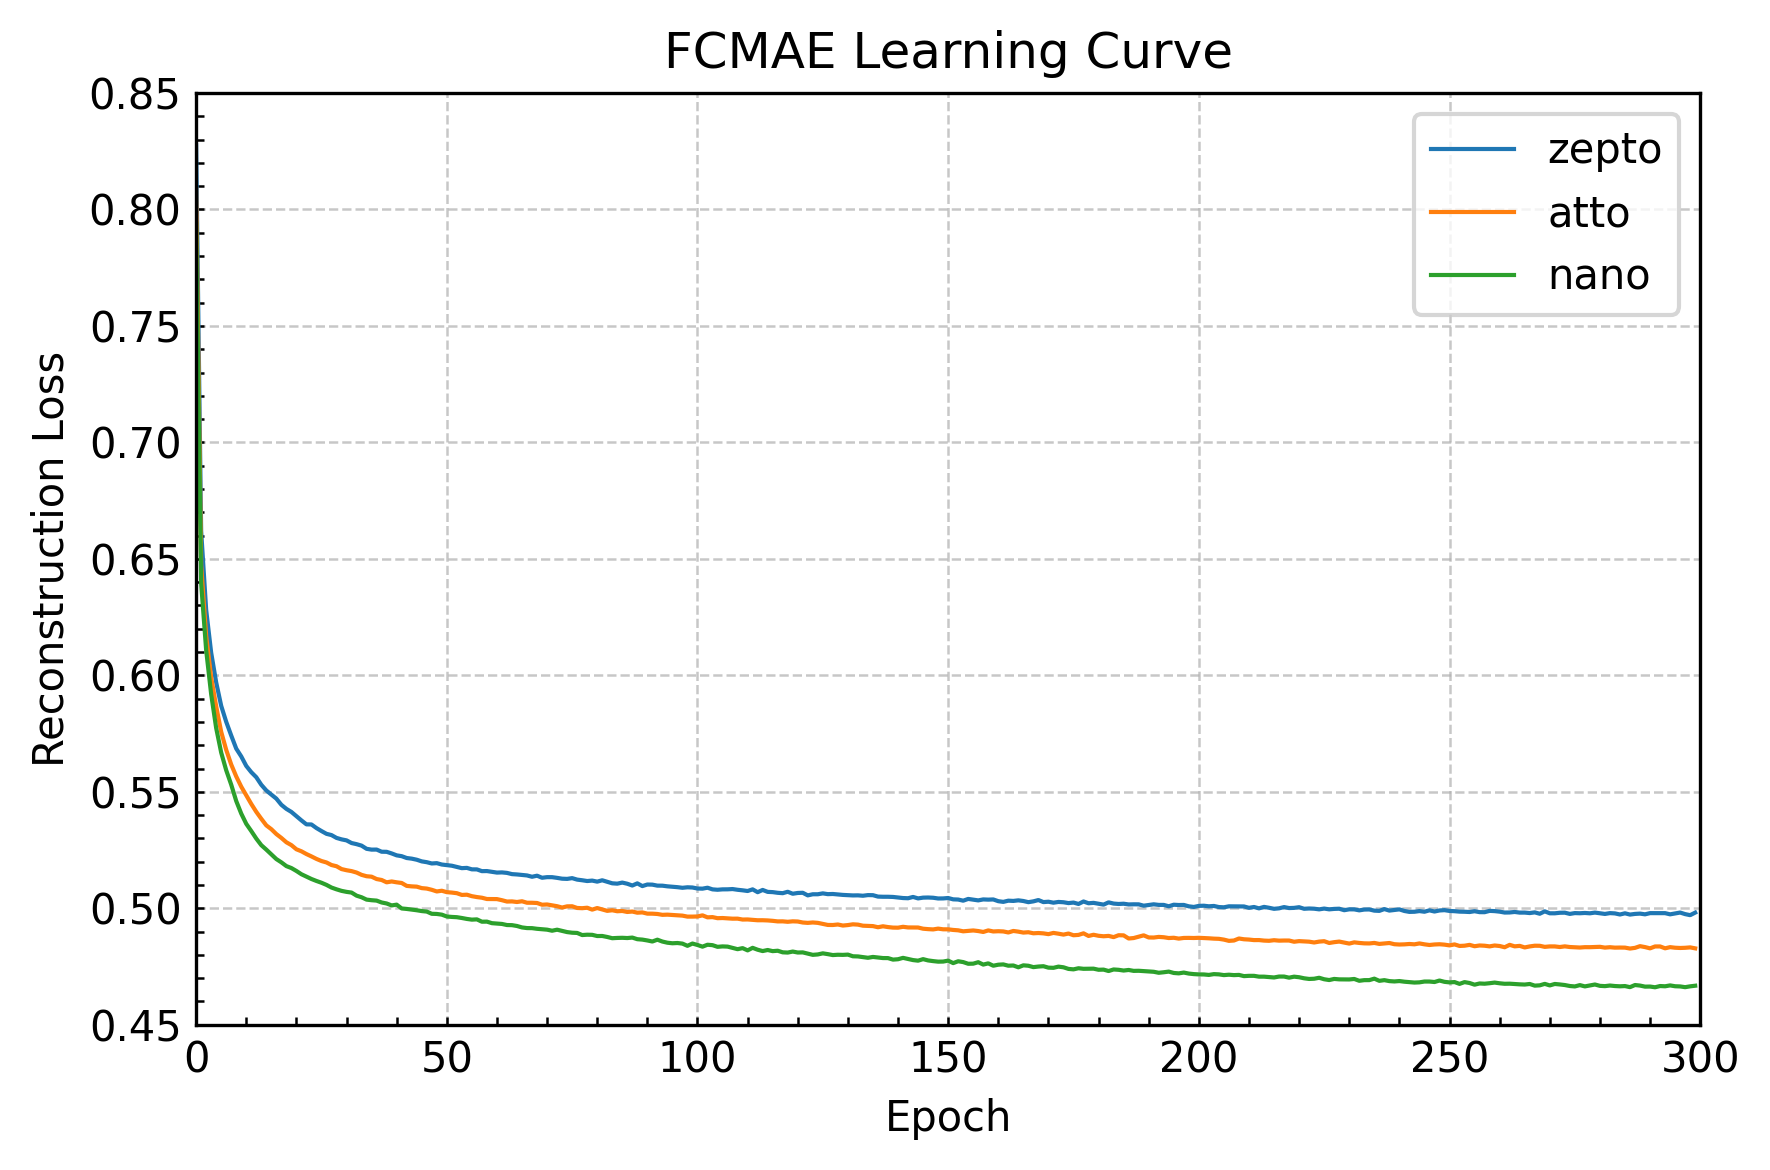 FCMAE Learning Curve
0.85
0.80
0.75
0.70
0.65
0.60
0.55
0.50
0.45
Reconstruction Loss
zepto
atto
nano
0 50 100 150 200 250 300
Epoch